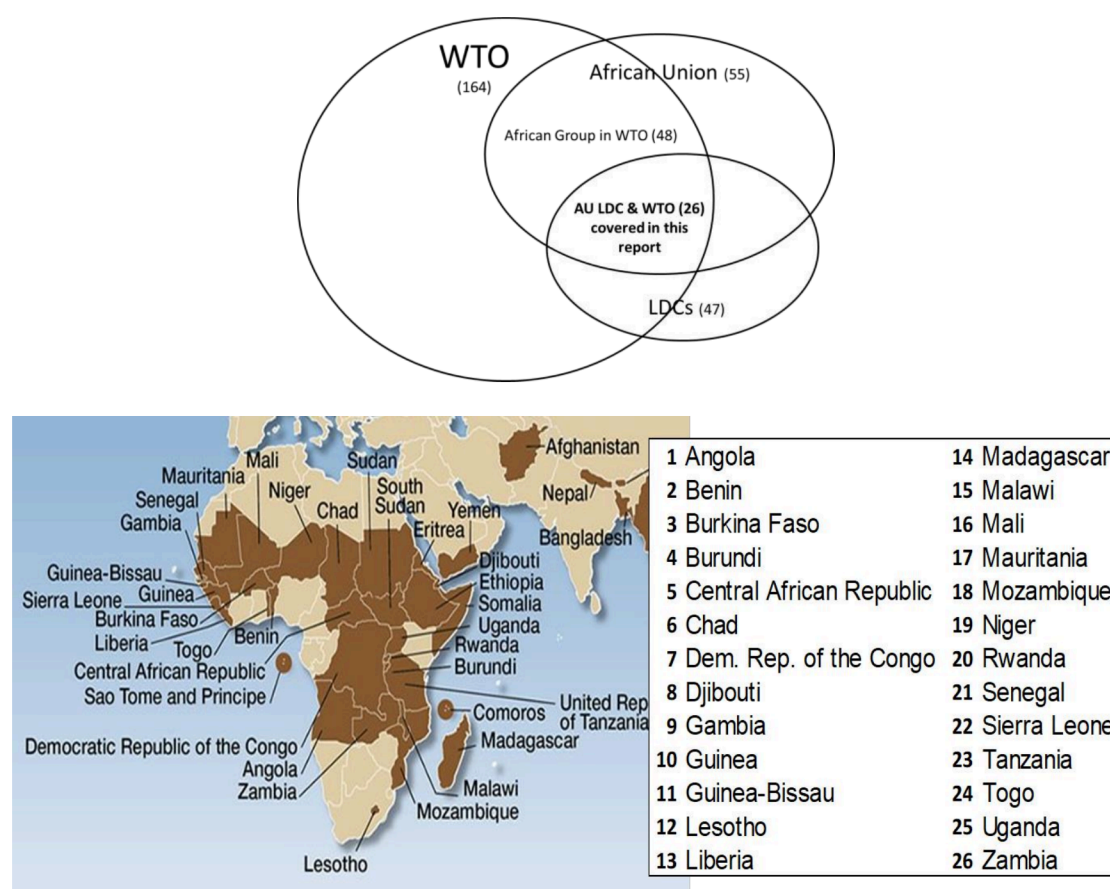 WTO
(164)
African Union (55)
African Group in WTO (48)
AU LDC & WTO (26)
covered in this
report
LDCs (47)
Mali
Mauritania
Senegal
Gambia
Niger
Chad
Sudan
South
Sudan
Eritrea
Yemen
Afghanistan
Nepal
Bangladesh
Guinea-Bissau
Guinea
Sierra Leone
Burkina Faso
Liberia
Togo
Benin
Central African Republic
Sao Tome and Principe
Djibouti
Ethiopia
Somalia
Uganda
Rwanda
Burundi
United Rep
of Tanzania
Comoros
Madagascar
Democratic Republic of the Congo
Angola
Zambia
Malawi
Mozambique
Lesotho
1 Angola
2 Benin
3 Burkina Faso
4 Burundi
5 Central African Republic
6 Chad
7 Dem. Rep. of the Congo
8 Djibouti
9 Gambia
10 Guinea
11 Guinea-Bissau
12 Lesotho
13 Liberia
14 Madagascar
15 Malawi
16 Mali
17 Mauritania
18 Mozambique
19 Niger
20 Rwanda
21 Senegal
22 Sierra Leone
23 Tanzania
24 Togo
25 Uganda
26 Zambia